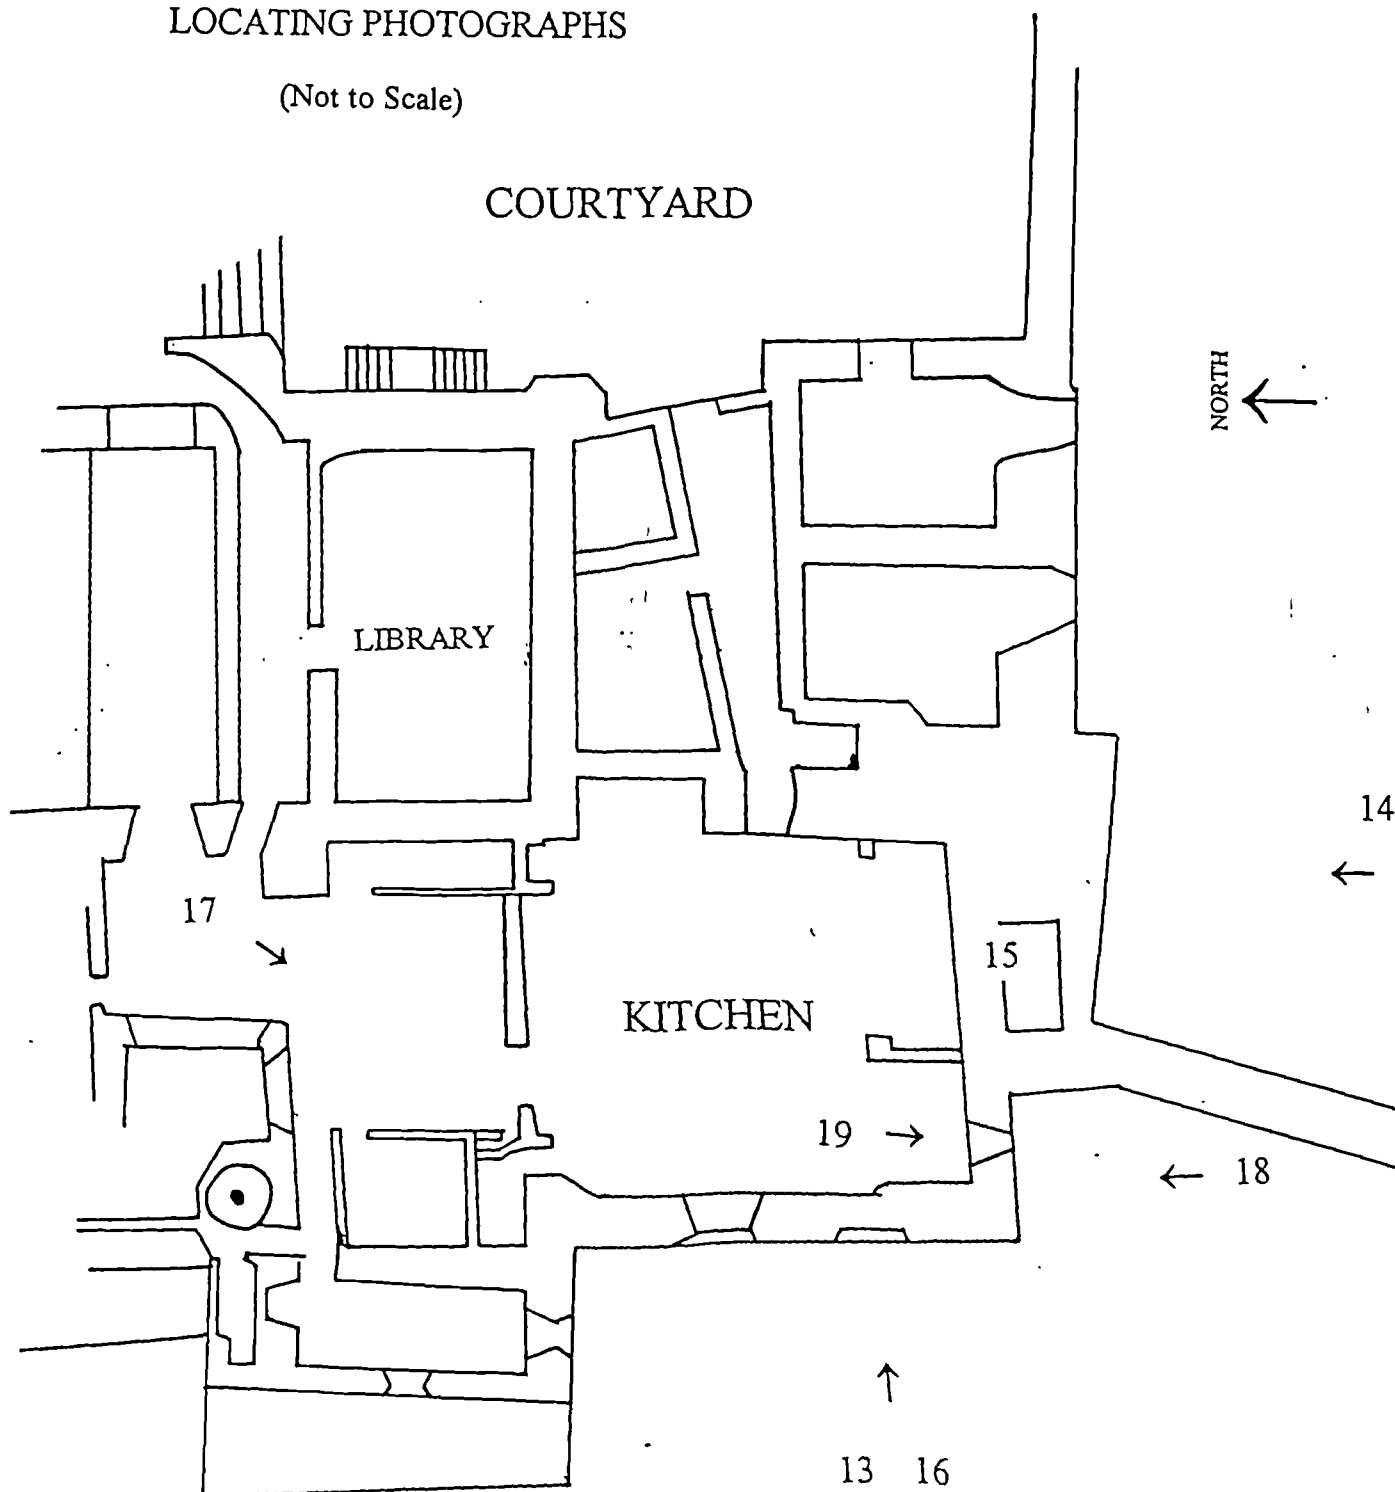 LOCATING PHOTOGRAPHS
(Not to Scale)
COURTYARD
NORTH
LIBRARY
14
17
15
KITCHEN
19
18
13 16